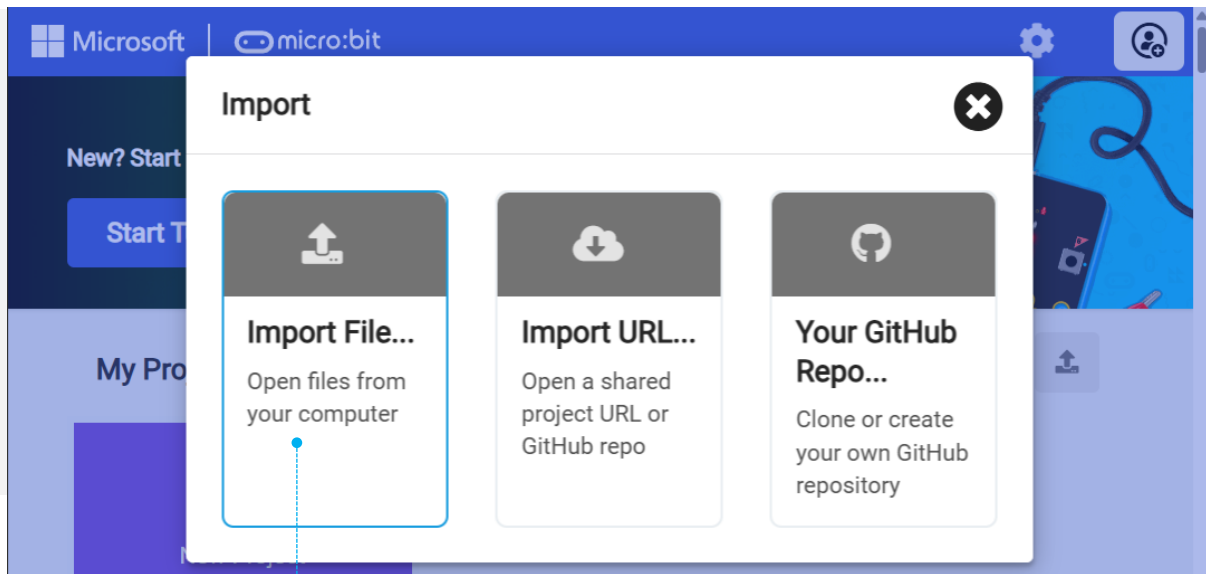 Microsoft | micro:bit
Import
New? Start
Start T
Import File...
Open files from
your computer
Import URL...
Open a shared
project URL or
GitHub repo
Your GitHub
Repo...
Clone or create
your own GitHub
repository
My Pro